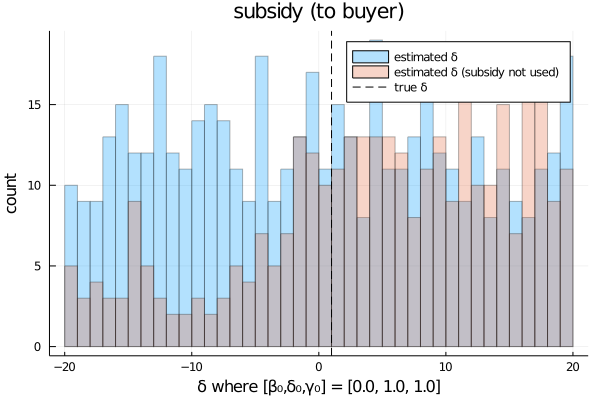 subsidy (to buyer)
estimated δ
estimated δ (subsidy not used)
true δ
count
15
10
5
0
−20
−10
0
10
20
δ where [β₀,δ₀,γ₀] = [0.0, 1.0, 1.0]